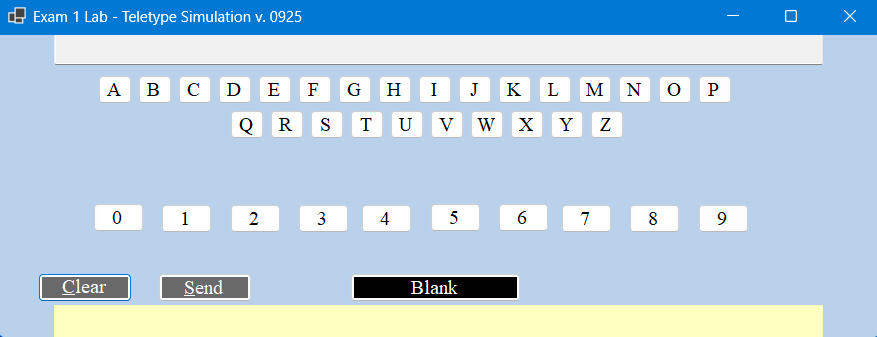 Exam 1 Lab - Teletype Simulation v. 0925
A B C D E F G H I J K L M N O P
Q R S T U V W X Y Z
0 1 2 3 4 5 6 7 8 9
Clear Send Blank